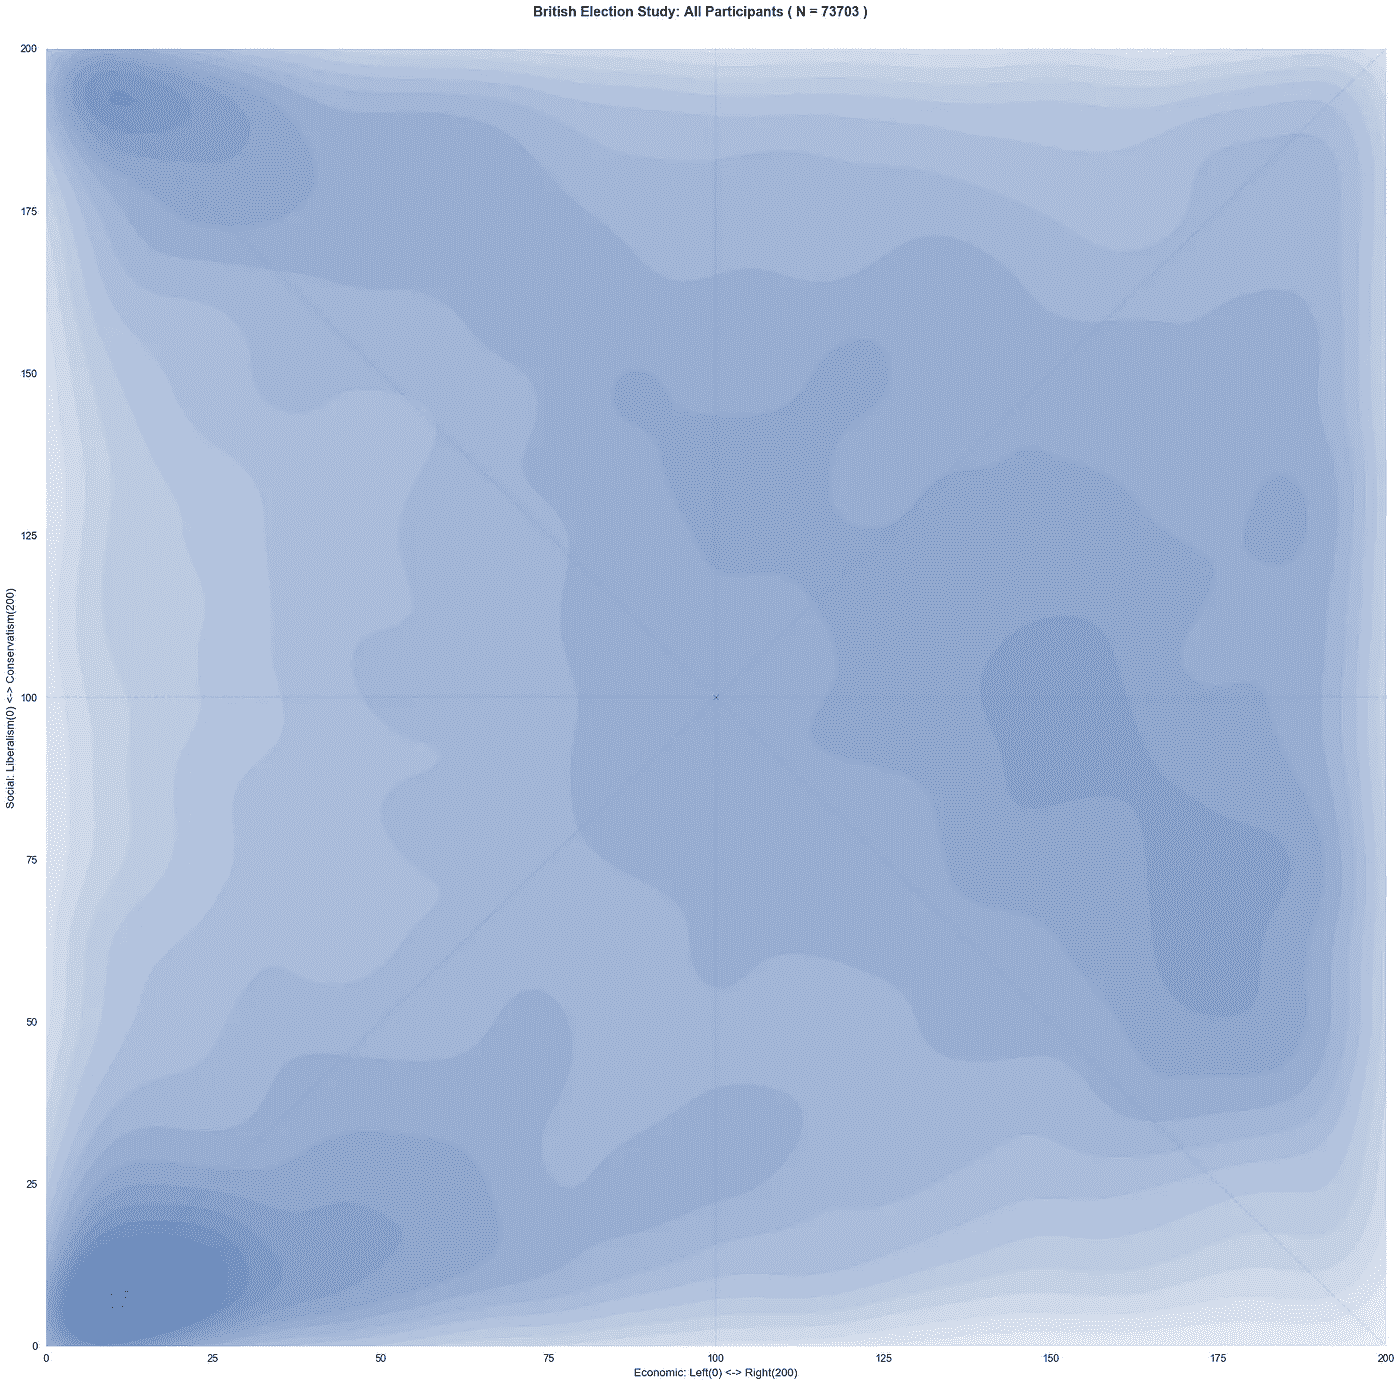 British Election Study: All Participants ( N = 73703 )
200
175
150
125
100
75
50
25
0
Social: Liberalism(0) <-> Conservatism(200)
0 25 50 75 100 125 150 175 200
Economic: Left(0) <-> Right(200)